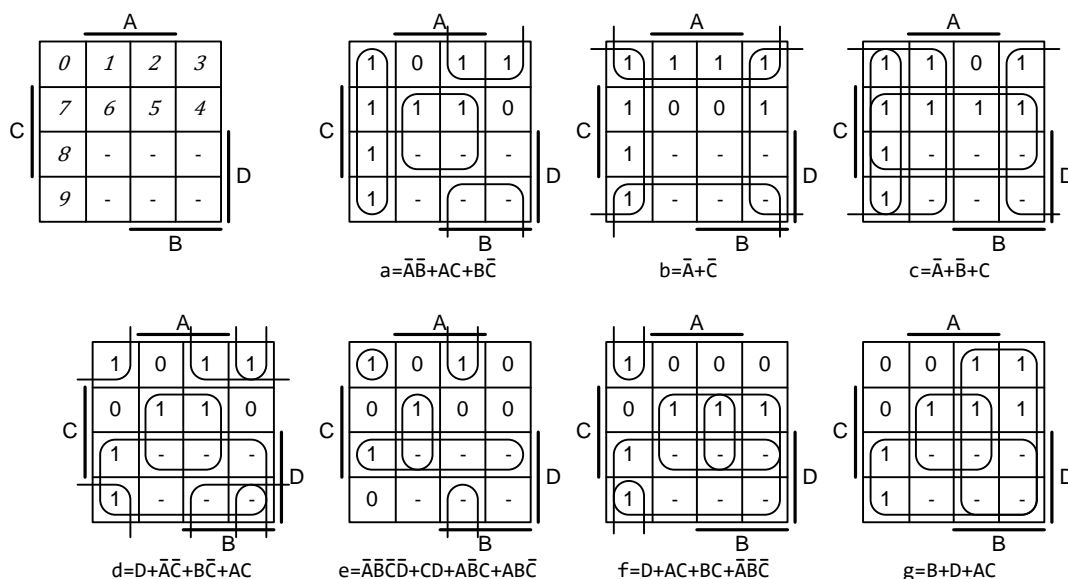 A A A A
0 1 2 3 1 0 1 1 1 1 1 1 1 1 0 1
7 6 5 4 1 1 1 0 1 0 0 1 1 1 1 1
C C C C
8 - - - 1 - - - 1 - - - 1 - - -
D D D D
9 - - - 1 - - - 1 - - - 1 - - -
B B B B
a=ĀB̄+AC+BC̄ b=Ā+C̄ c=Ā+B̄+C
A A A A
1 0 1 1 1 0 1 0 1 0 0 0 0 0 1 1
0 1 1 0 0 1 0 0 0 1 1 1 0 1 1 1
C C C C
1 - - - 1 - - - 1 - - - 1 - - -
D D D D
1 - - - 0 - - - 1 - - - 1 - - -
B B B B
d=D+ĀC̄+BC̄+AC e=ĀB̄C̄D̄+CD+AB̄C+ABC̄ f=D+AC+BC+ĀB̄C̄ g=B+D+AC